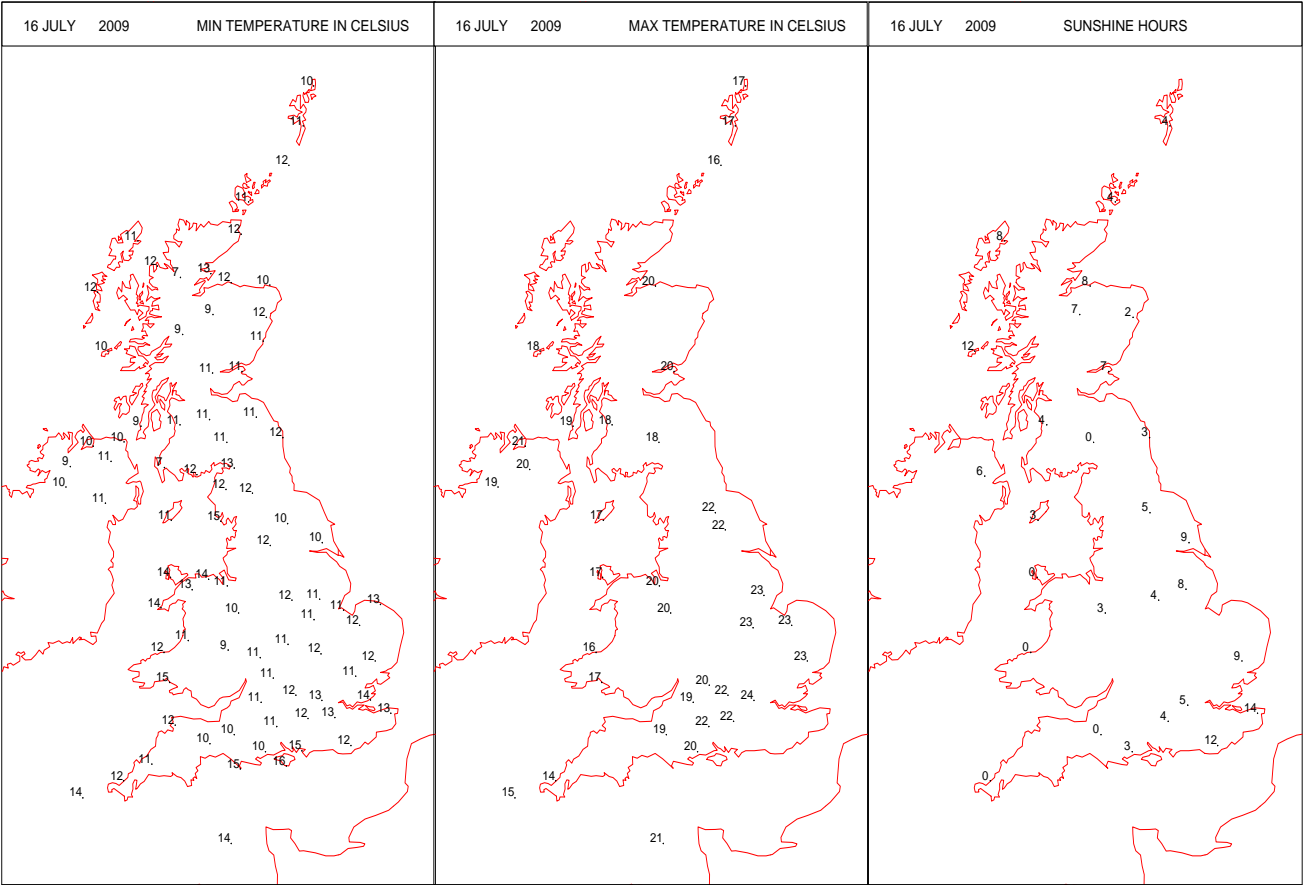 16 JULY 2009 MIN TEMPERATURE IN CELSIUS
10
11
12
11
12
11
12 7 13 12 10
12
9 12
9 11
10
11 11
9 11 11 11 12
10 10 11
9 11 7 12 13
10 12 12
11 11 15 10
12 10
14 13 14 11
14 10 12 11 11 11 13
12
12 11 9 11 11 12 12
15 11 11
12 11 13 14
12 10 11 12 13 13
10 10 15 12
11 15 16
12
14
14
16 JULY 2009 MAX TEMPERATURE IN CELSIUS
17
17
16
20
18
20
19 18
21 18
20
19
17 22
22
17 20
23
20 23 23
16 23
17 20 22 24
19
19 22 22
20
14
15
21
16 JULY 2009 SUNSHINE HOURS
4
4
8
8
7 2
12
7
4 0 3
6
3 5
9
0 8
3 4
0 9
5 14
0 4
3 12
0